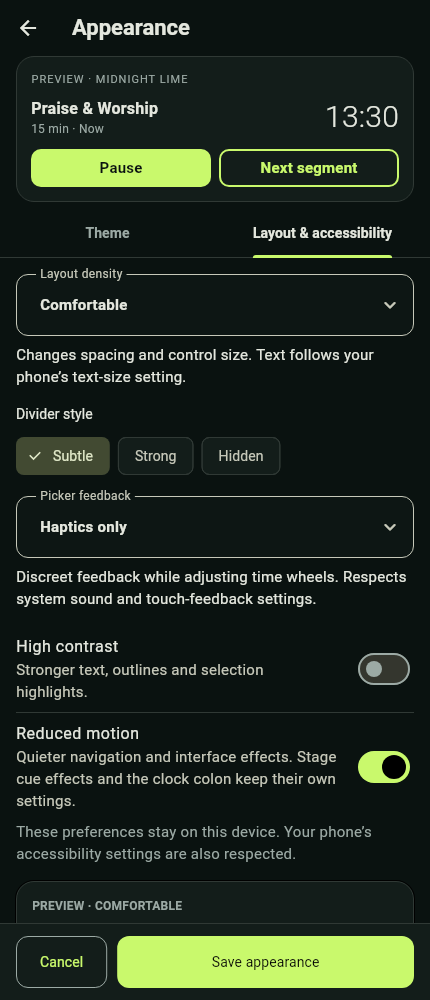 Appearance
PREVIEW · MIDNIGHT LIME
Praise & Worship
13:30
15 min · Now
Pause
Next segment
Theme
Layout & accessibility
Layout density
Comfortable
Changes spacing and control size. Text follows your
phone’s text-size setting.
Divider style
Subtle
Strong
Hidden
Picker feedback
Haptics only
Discreet feedback while adjusting time wheels. Respects
system sound and touch-feedback settings.
High contrast
Stronger text, outlines and selection
highlights.
Reduced motion
Quieter navigation and interface effects. Stage
cue effects and the clock colon keep their own
settings.
These preferences stay on this device. Your phone’s
accessibility settings are also respected.
PREVIEW · COMFORTABLE
Cancel
Save appearance